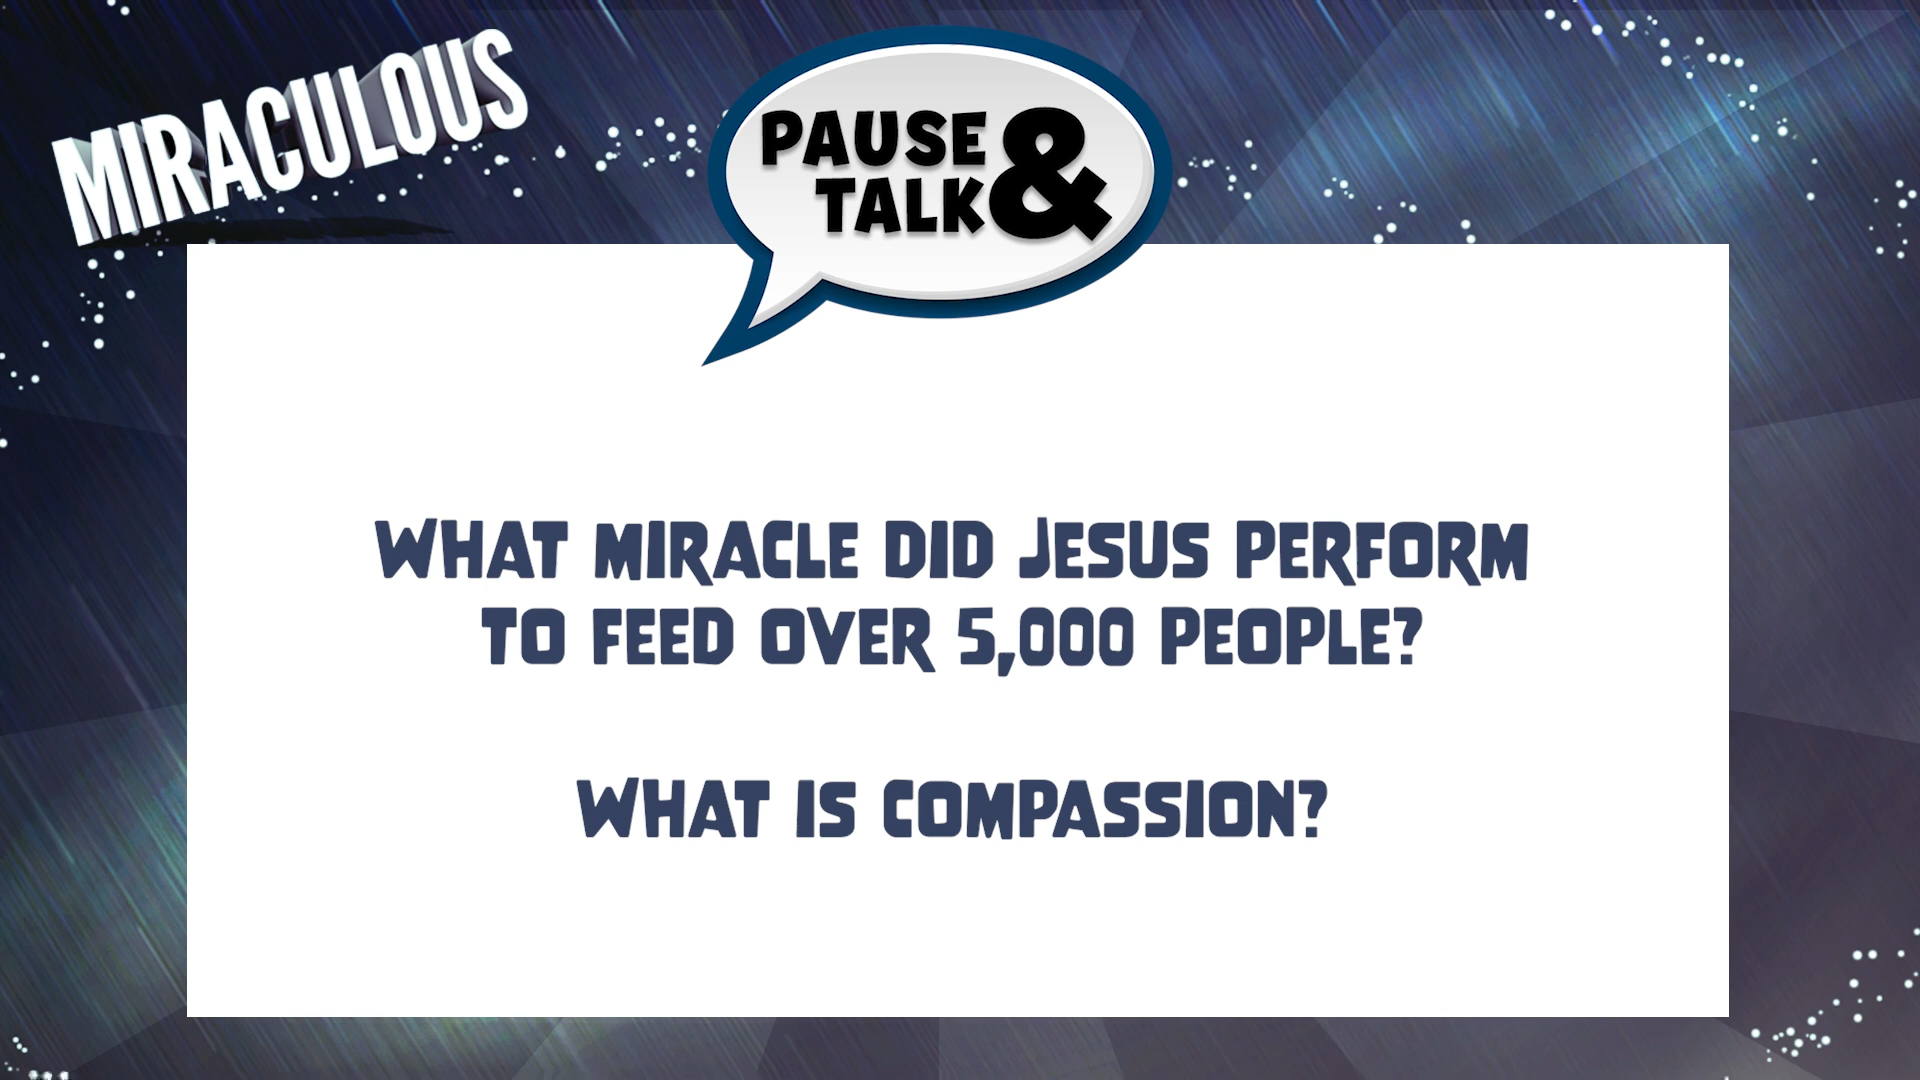 MIRACULOUS
PAUSE &
TALK
WHAT MIRACLE DID JESUS PERFORM
TO FEED OVER 5,000 PEOPLE?
WHAT IS COMPASSION?